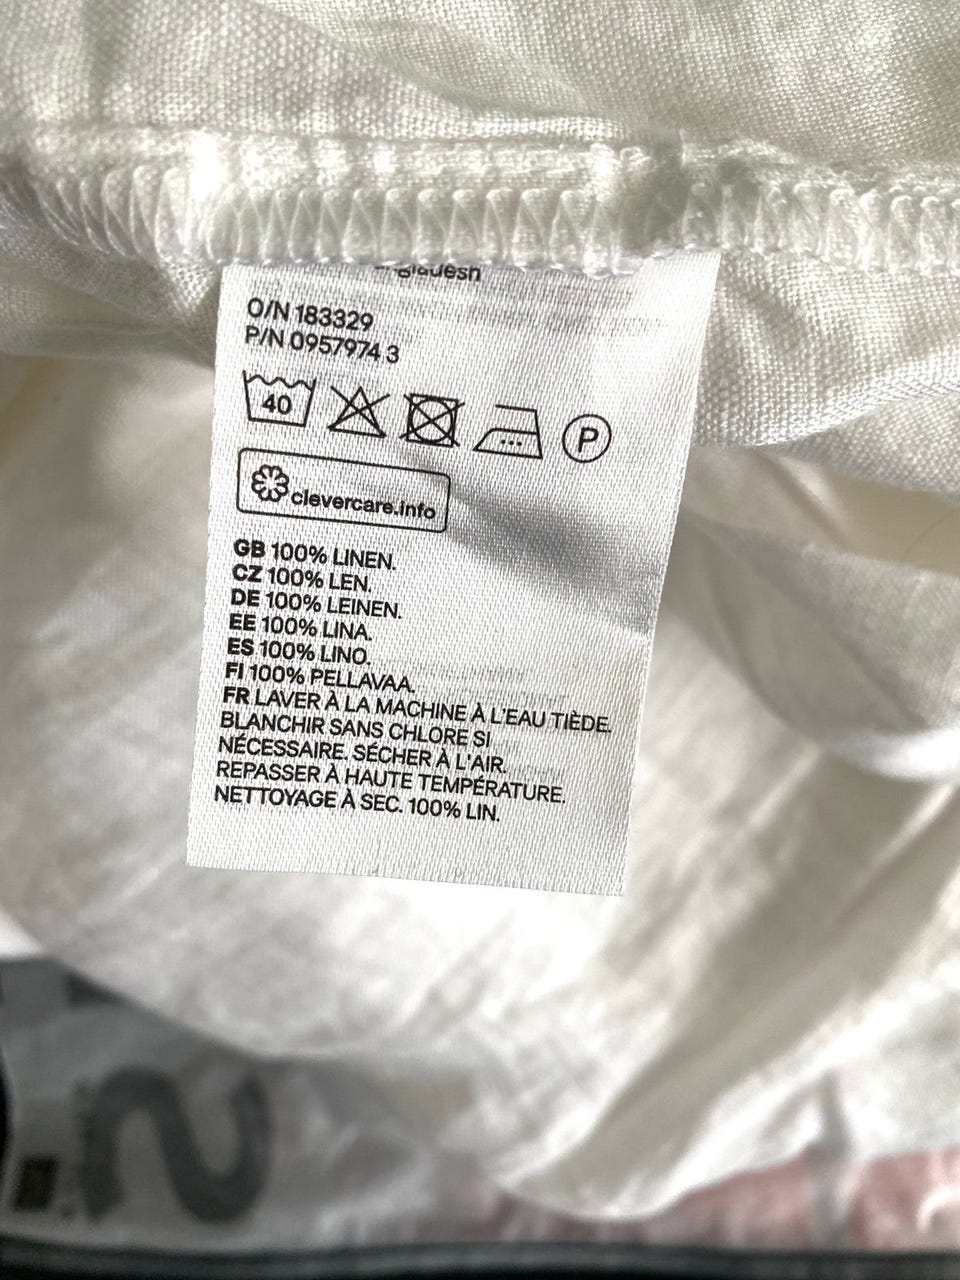 O/N 183329
P/N 0957974 3
40
P
clevercare.info
GB 100% LINEN.
CZ 100% LEN.
DE 100% LEINEN.
EE 100% LINA.
ES 100% LINO.
FI 100% PELLAVAA.
FR LAVER À LA MACHINE À L'EAU TIÈDE.
BLANCHIR SANS CHLORE SI
NÉCESSAIRE. SÉCHER À L'AIR.
REPASSER À HAUTE TEMPÉRATURE.
NETTOYAGE À SEC. 100% LIN.